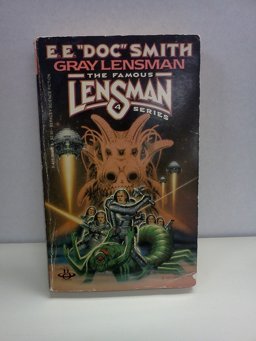 E.E. "DOC" SMITH
GRAY LENSMAN
THE FAMOUS
LENSMAN
4
SERIES